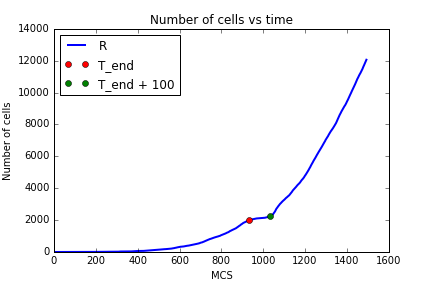 Number of cells vs time
14000
12000
10000
8000
6000
4000
2000
0
Number of cells
R
T_end
T_end + 100
0 200 400 600 800 1000 1200 1400 1600
MCS